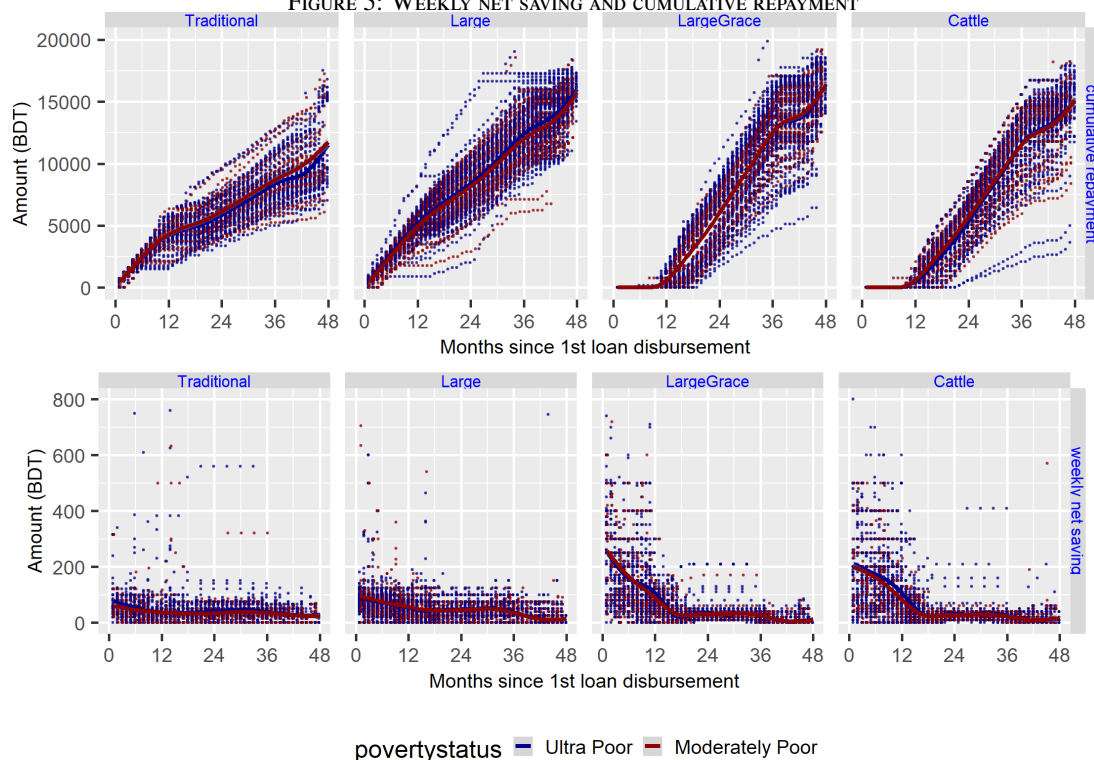 FIGURE 5: WEEKLY NET SAVING AND CUMULATIVE REPAYMENT
Traditional Large LargeGrace Cattle
20000
15000
10000
5000
0
Amount (BDT)
cumulative repayment
0 12 24 36 48 0 12 24 36 48 0 12 24 36 48 0 12 24 36 48
Months since 1st loan disbursement
Traditional Large LargeGrace Cattle
800
600
400
200
0
Amount (BDT)
weekly net saving
0 12 24 36 48 0 12 24 36 48 0 12 24 36 48 0 12 24 36 48
Months since 1st loan disbursement
povertystatus Ultra Poor Moderately Poor